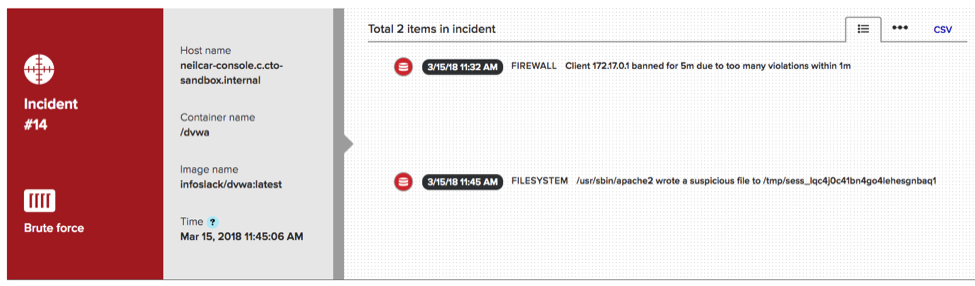 Incident
#14
Brute force
Host name
neilcar-console.c.cto-
sandbox.internal
Container name
/dvwa
Image name
infoslack/dvwa:latest
Time ?
Mar 15, 2018 11:45:06 AM
Total 2 items in incident
CSV
3/15/18 11:32 AM FIREWALL Client 172.17.0.1 banned for 5m due to too many violations within 1m
3/15/18 11:45 AM FILESYSTEM /usr/sbin/apache2 wrote a suspicious file to /tmp/sess_lqc4j0c41bn4go4lehesgnbaq1